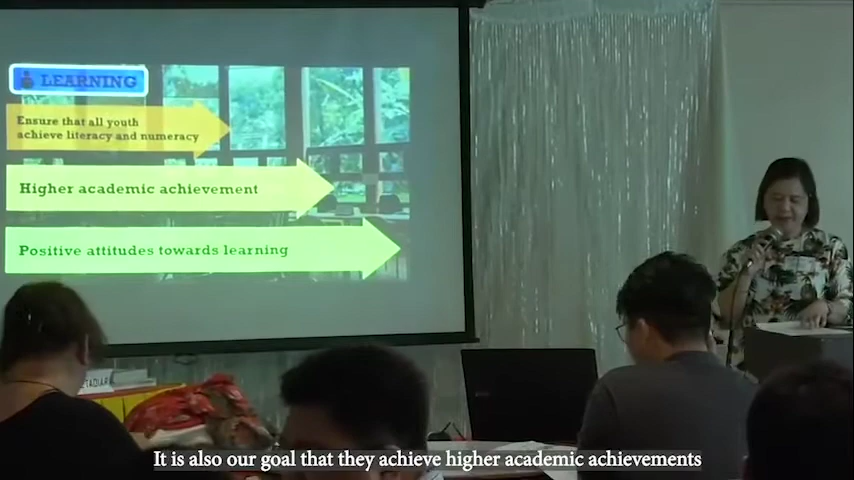 LEARNING
Ensure that all youth
achieve literacy and numeracy
Higher academic achievement
Positive attitudes towards learning
TADIAR
It is also our goal that they achieve higher academic achievements